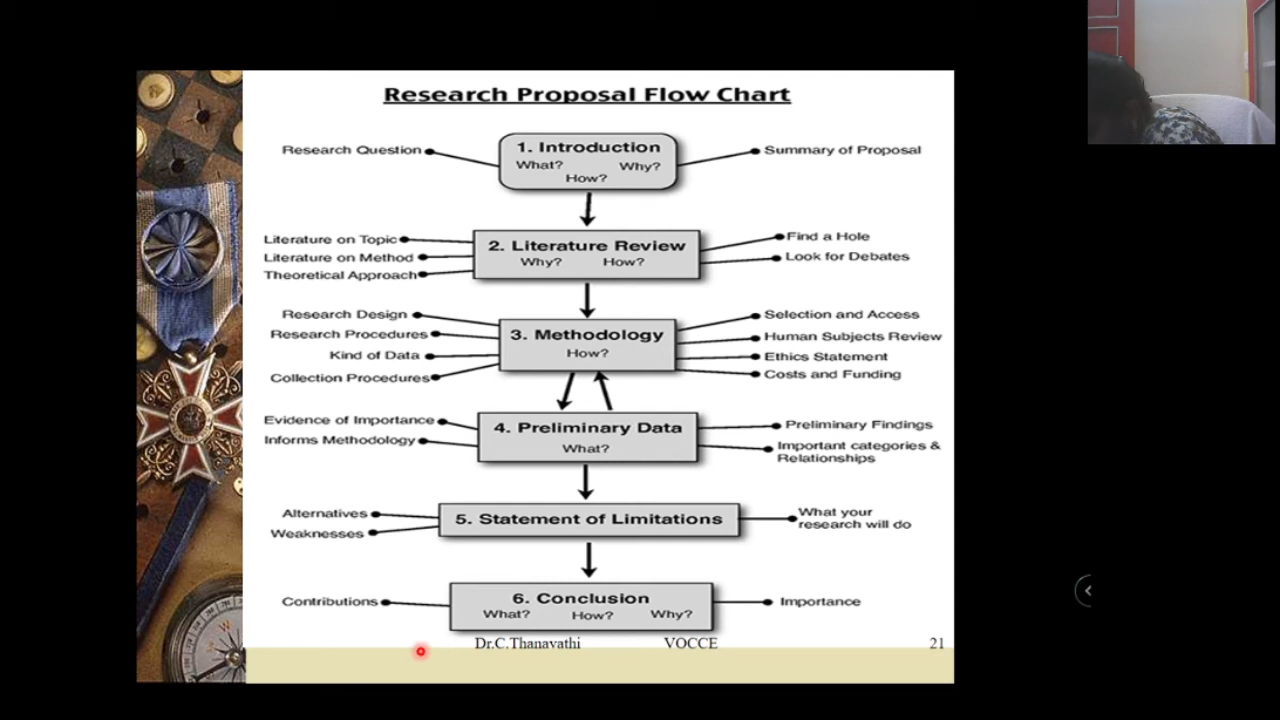 Research Proposal Flow Chart
Research Question
1. Introduction
What? Why?
How?
Summary of Proposal
Literature on Topic
Literature on Method
Theoretical Approach
2. Literature Review
Why? How?
Find a Hole
Look for Debates
Research Design
Research Procedures
Kind of Data
Collection Procedures
3. Methodology
How?
Selection and Access
Human Subjects Review
Ethics Statement
Costs and Funding
Evidence of Importance
Informs Methodology
4. Preliminary Data
What?
Preliminary Findings
Important categories &
Relationships
Alternatives
Weaknesses
5. Statement of Limitations
What your
research will do
Contributions
6. Conclusion
What? How? Why?
Importance
Dr.C.Thanavathi VOCCE 21